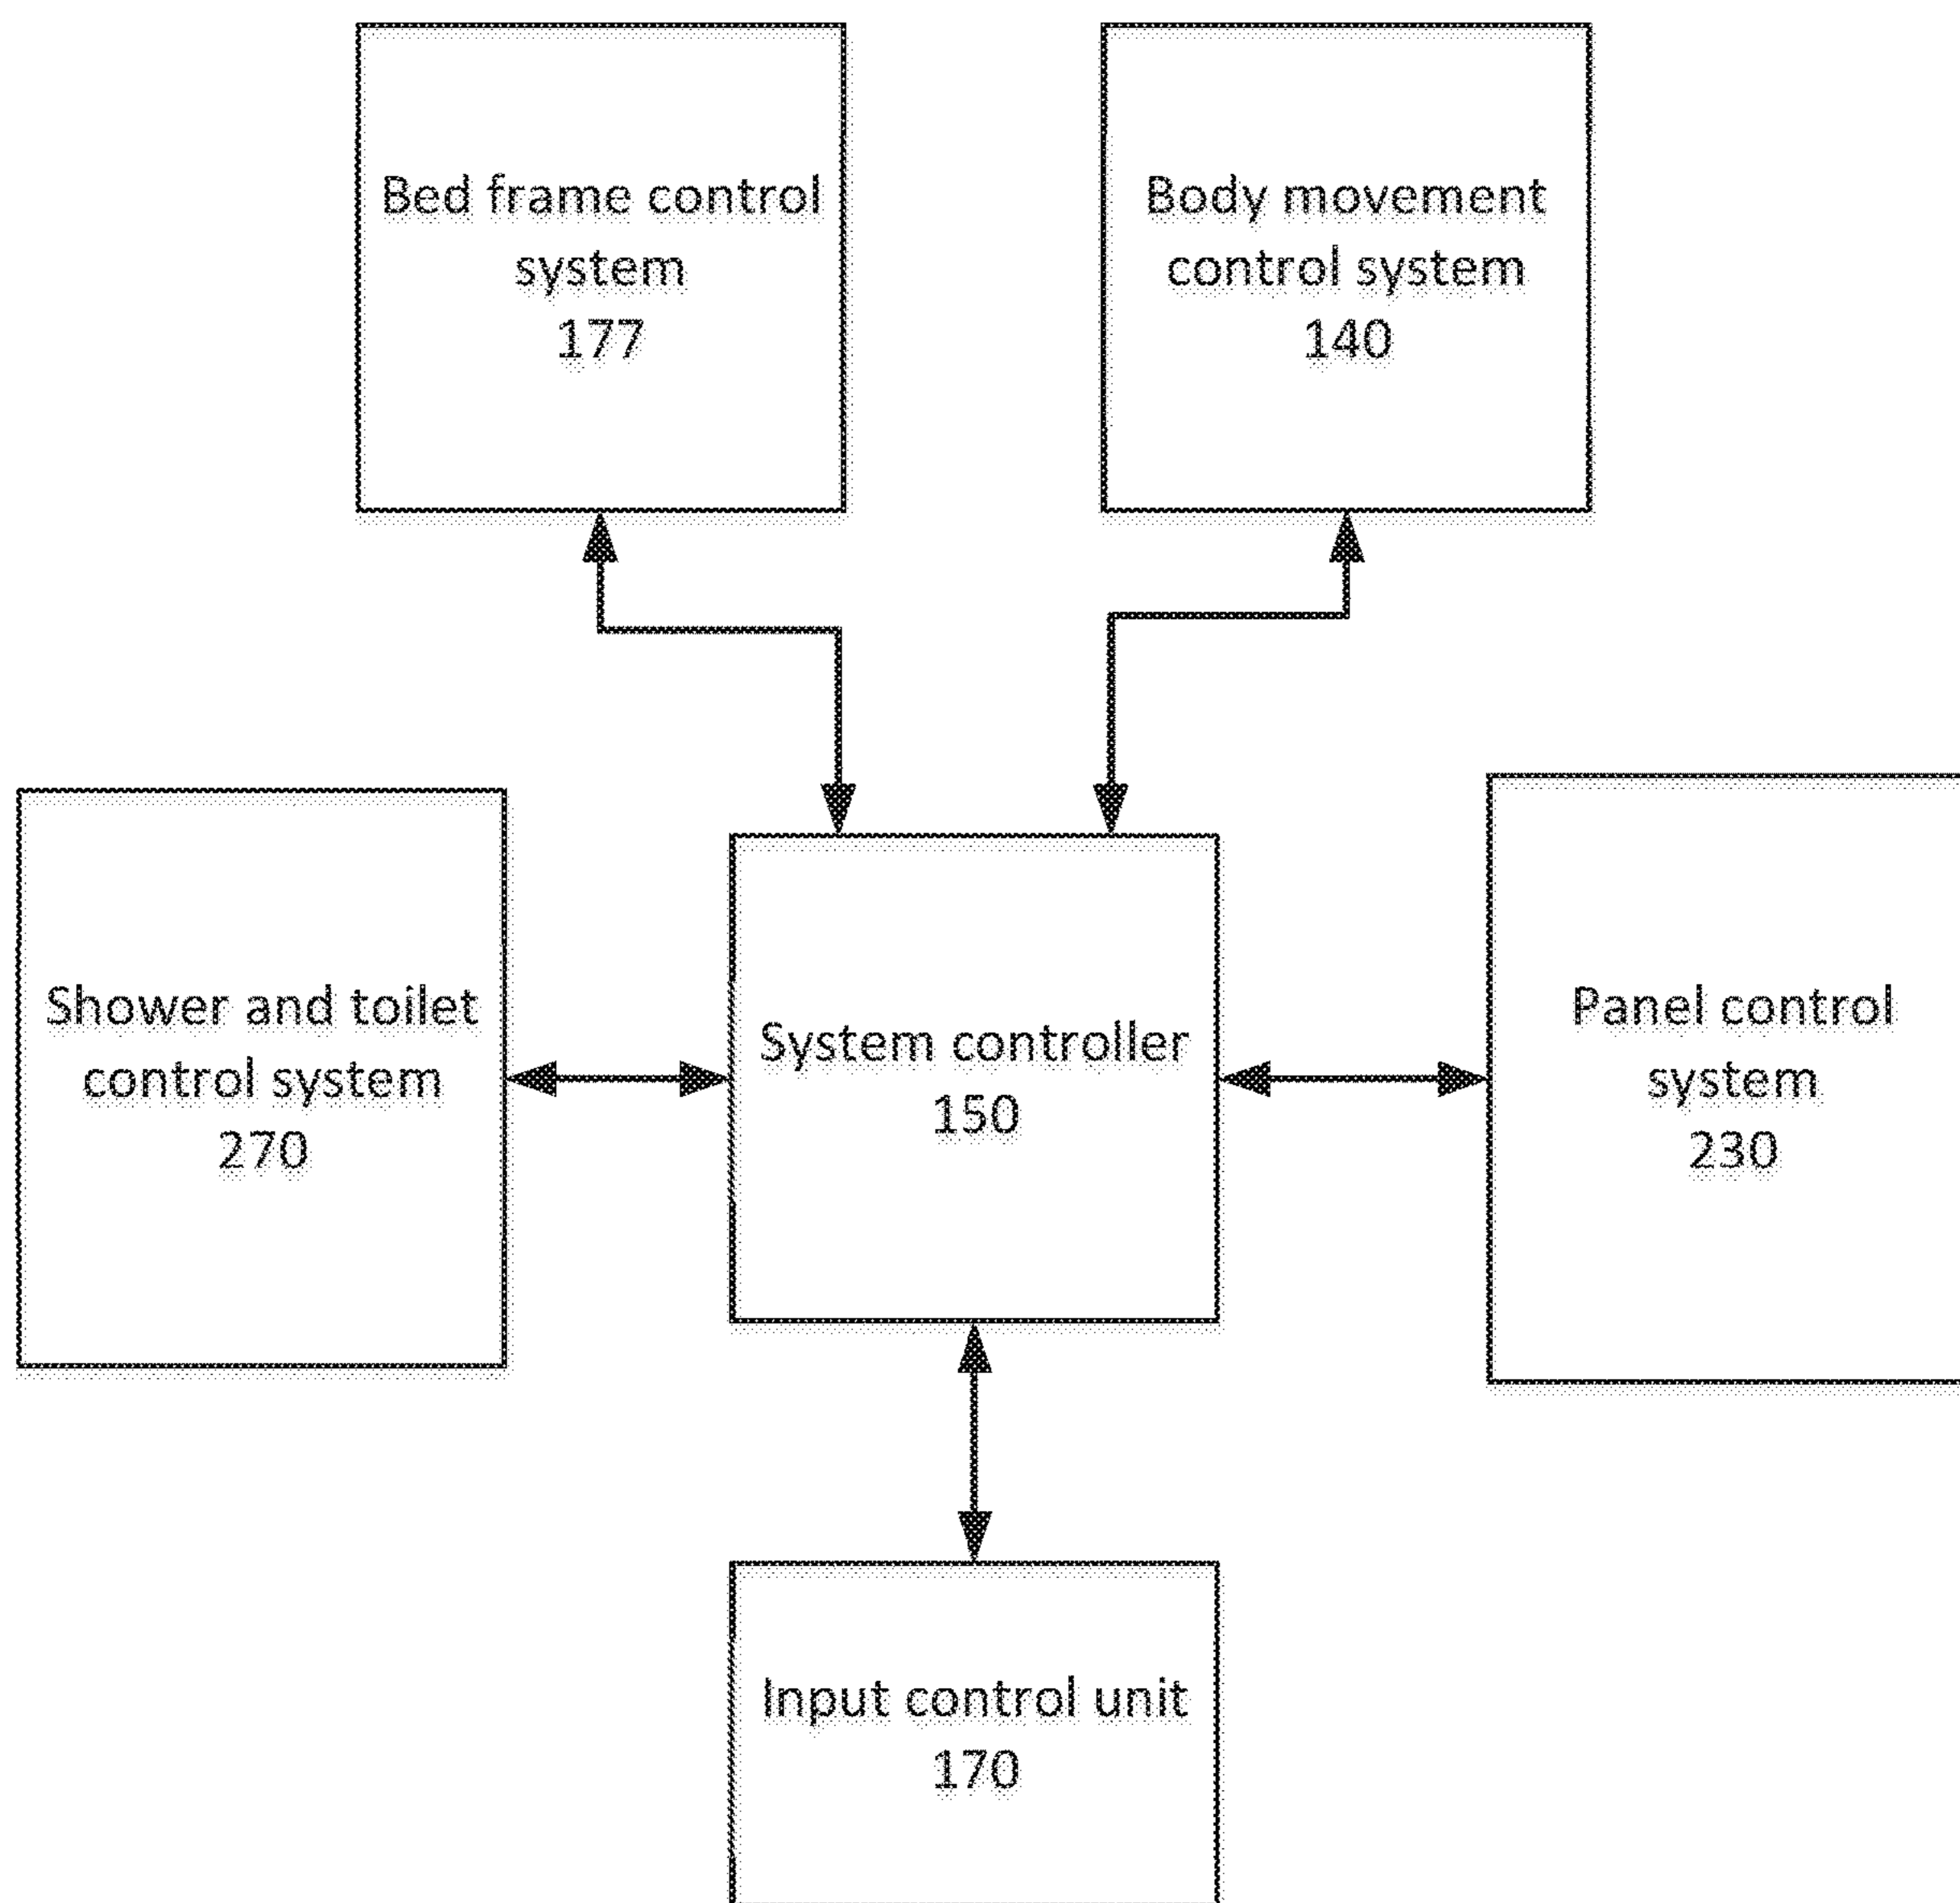 Bed frame control
system
177
Body movement
control system
140
Shower and toilet
control system
270
System controller
150
Panel control
system
230
Input control unit
170